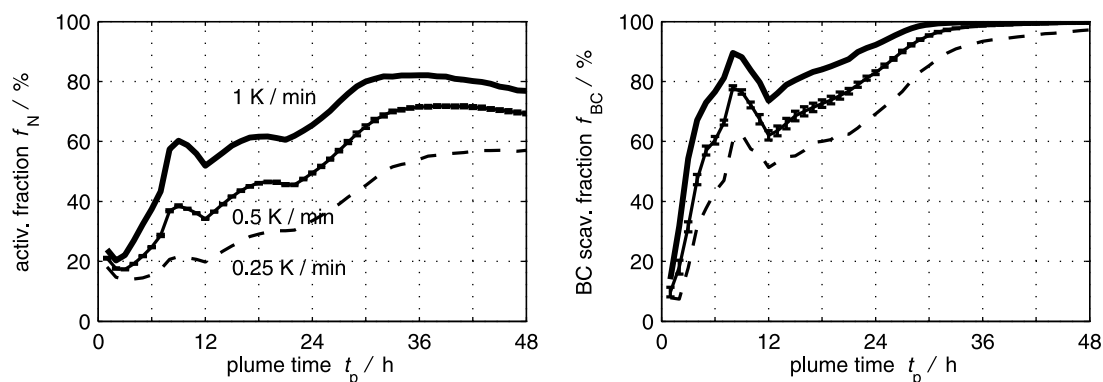 100
80
60
40
20
0
activ. fraction f_N / %
1 K / min
0.5 K / min
0.25 K / min
0 12 24 36 48
plume time t_p / h
100
80
60
40
20
0
BC scav. fraction f_BC / %
0 12 24 36 48
plume time t_p / h